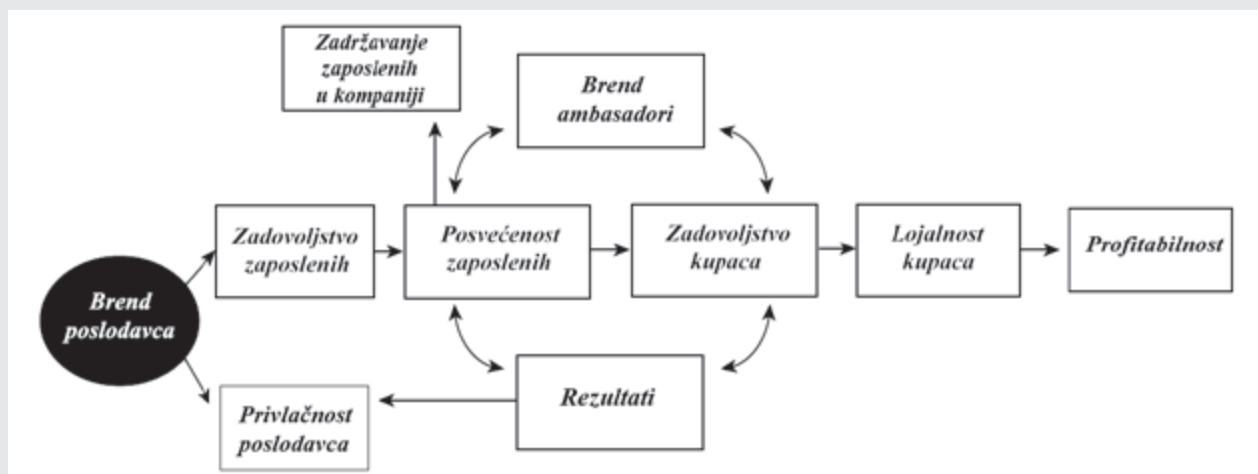 Zadržavanje
zaposlenih
u kompaniji
Brend
ambasadori
Zadovoljstvo
zaposlenih
Posvećenost
zaposlenih
Zadovoljstvo
kupaca
Lojalnost
kupaca
Profitabilnost
Brend
poslodavca
Rezultati
Privlačnost
poslodavca